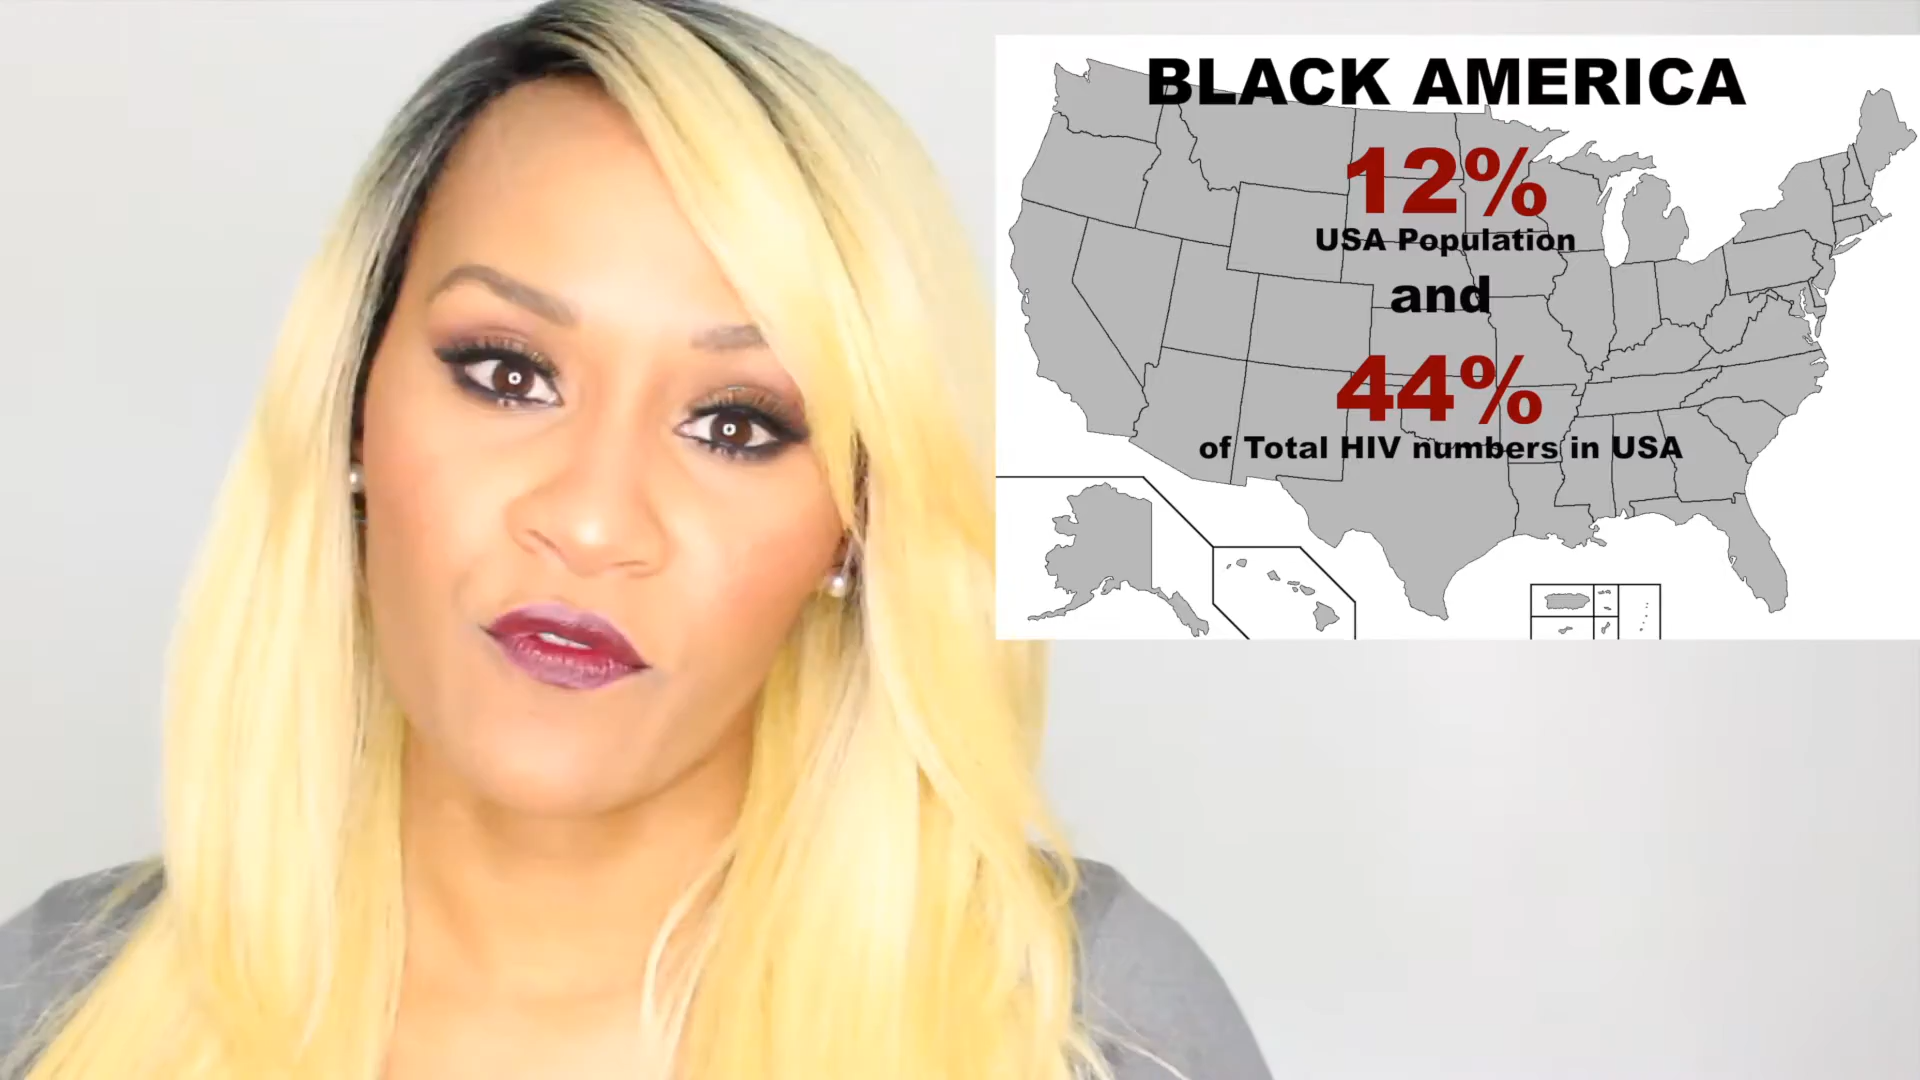 BLACK AMERICA
12%
USA Population
and
44%
of Total HIV numbers in USA